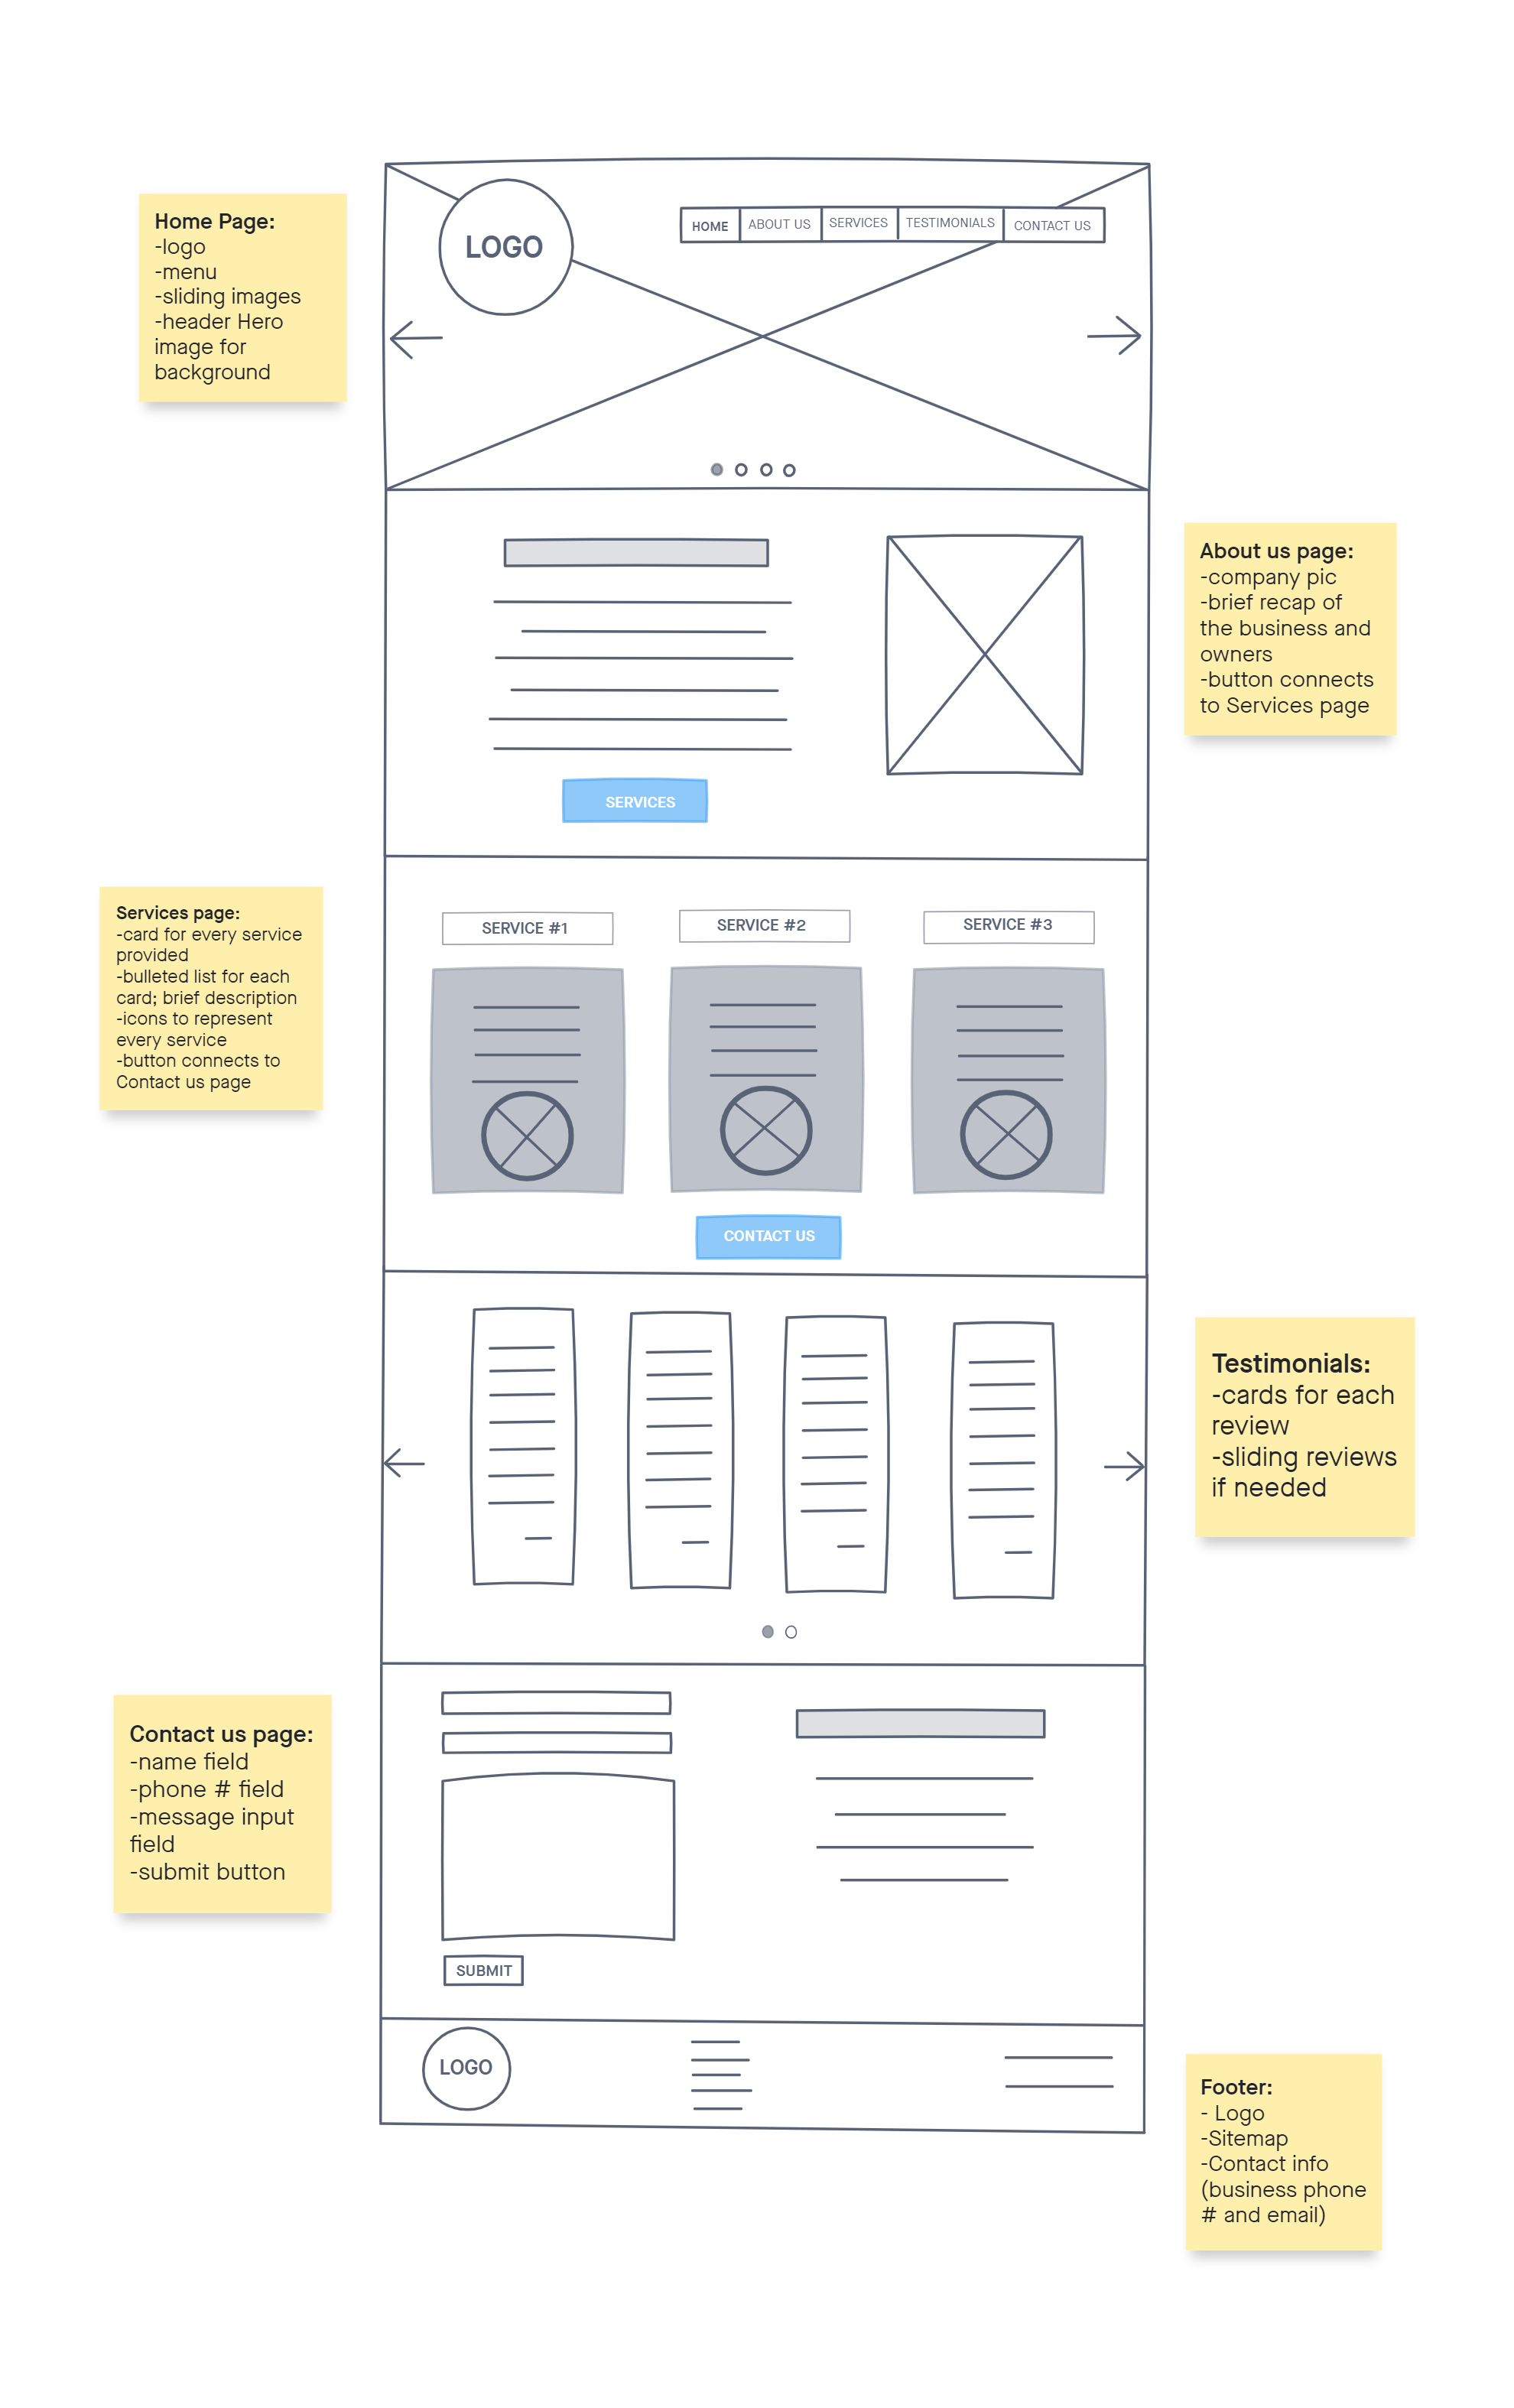 Home Page:
-logo
-menu
-sliding images
-header Hero
image for
background
LOGO
HOME
ABOUT US
SERVICES
TESTIMONIALS
CONTACT US
About us page:
-company pic
-brief recap of
the business and
owners
-button connects
to Services page
SERVICES
Services page:
-card for every service
provided
-bulleted list for each
card; brief description
-icons to represent
every service
-button connects to
Contact us page
SERVICE #1
SERVICE #2
SERVICE #3
CONTACT US
Testimonials:
-cards for each
review
-sliding reviews
if needed
Contact us page:
-name field
-phone # field
-message input
field
-submit button
SUBMIT
LOGO
Footer:
- Logo
-Sitemap
-Contact info
(business phone
# and email)